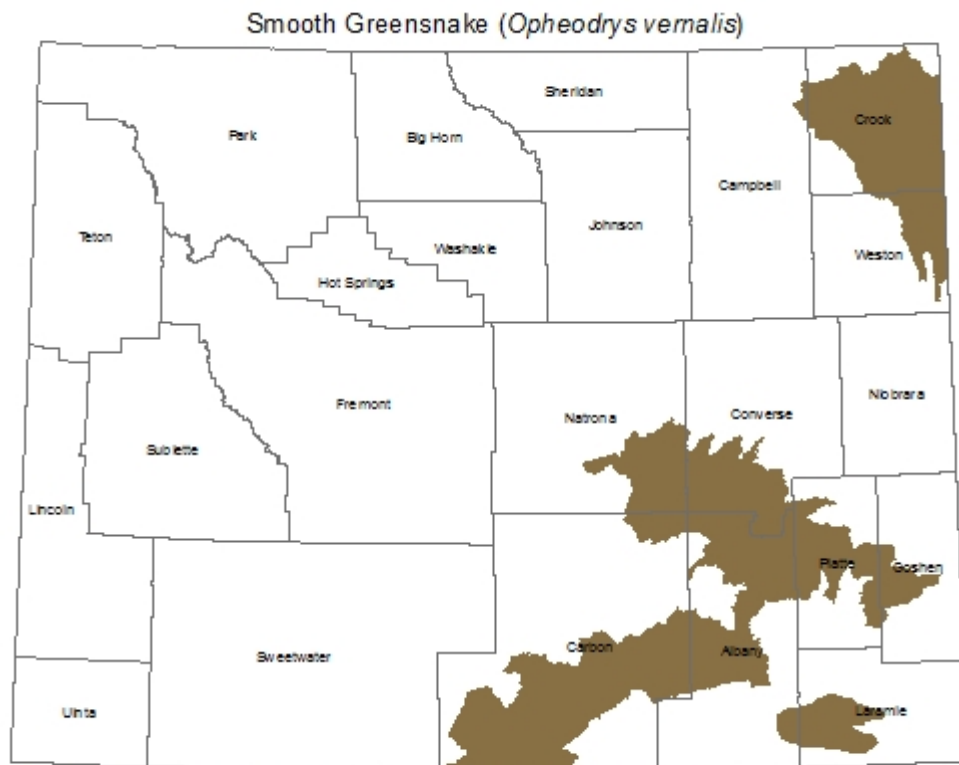 Smooth Greensnake (Opheodrys vernalis)
Sheridan
Crook
Park
Big Horn
Campbell
Johnson
Teton
Washakie
Weston
Hot Springs
Niobrara
Fremont
Converse
Natrona
Sublette
Lincoln
Platte
Goshen
Carbon
Albany
Sweetwater
Uinta
Laramie